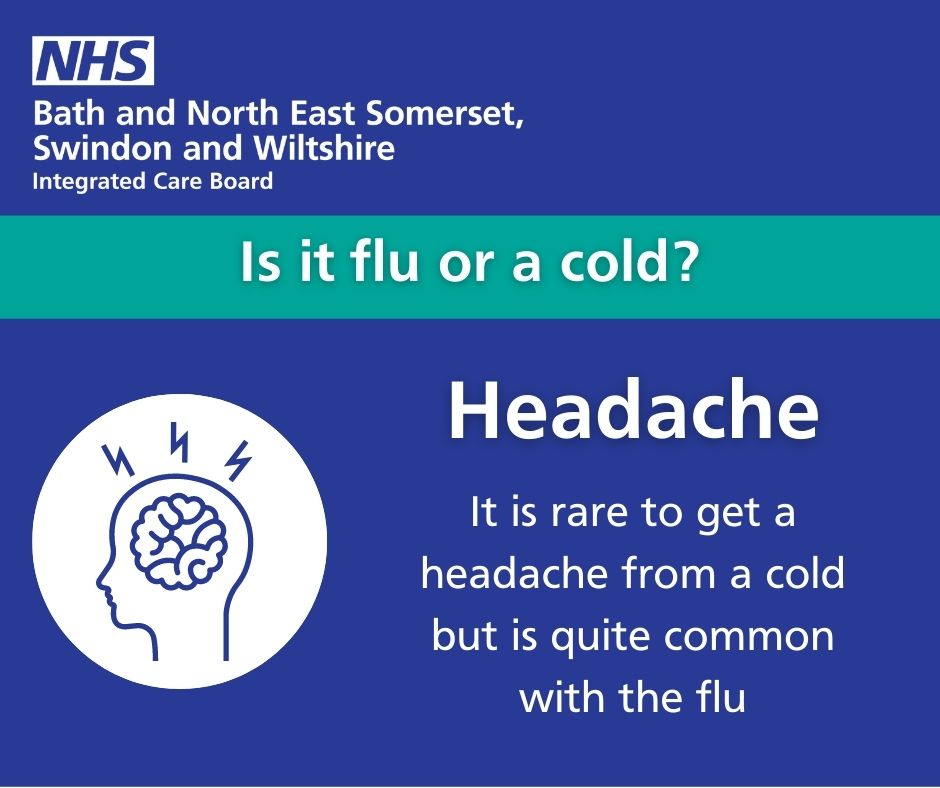 NHS
Bath and North East Somerset,
Swindon and Wiltshire
Integrated Care Board
Is it flu or a cold?
Headache
It is rare to get a
headache from a cold
but is quite common
with the flu